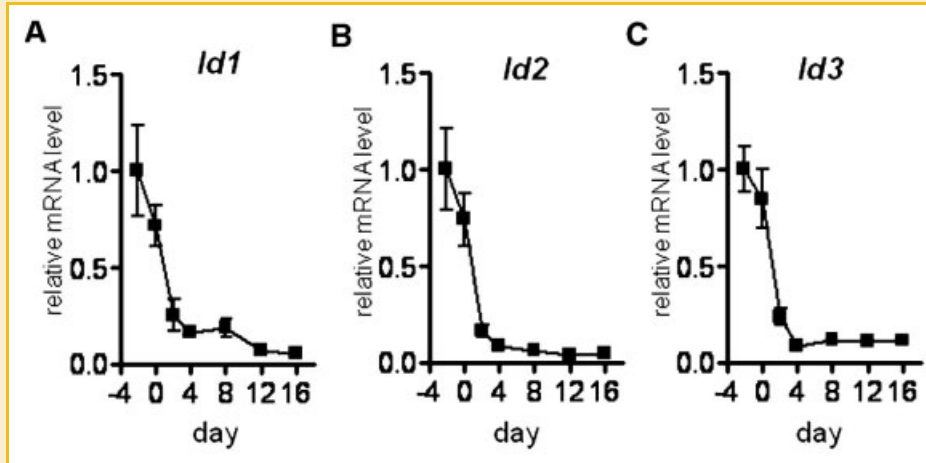 A
Id1
relative mRNA level
1.5
1.0
0.5
0.0
-4 0 4 8 12 16
day
B
Id2
relative mRNA level
1.5
1.0
0.5
0.0
-4 0 4 8 12 16
day
C
Id3
relative mRNA level
1.5
1.0
0.5
0.0
-4 0 4 8 12 16
day